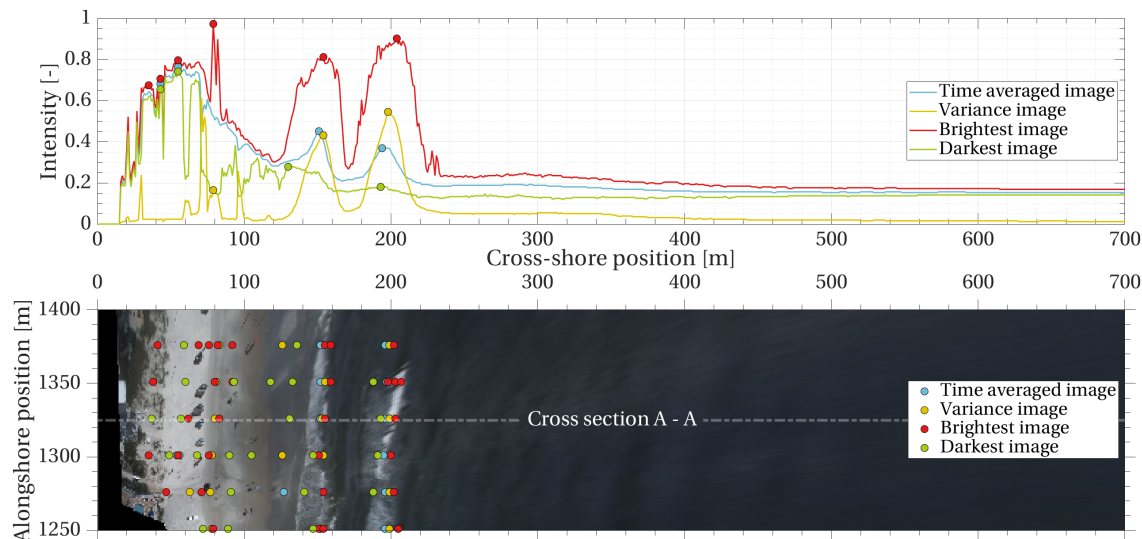 1
0.8
0.6
0.4
0.2
0
Intensity [-]
Time averaged image
Variance image
Brightest image
Darkest image
0 100 200 300 400 500 600 700
Cross-shore position [m]
0 100 200 300 400 500 600 700
1400
1350
1300
1250
Alongshore position [m]
Time averaged image
Variance image
Brightest image
Darkest image
Cross section A - A